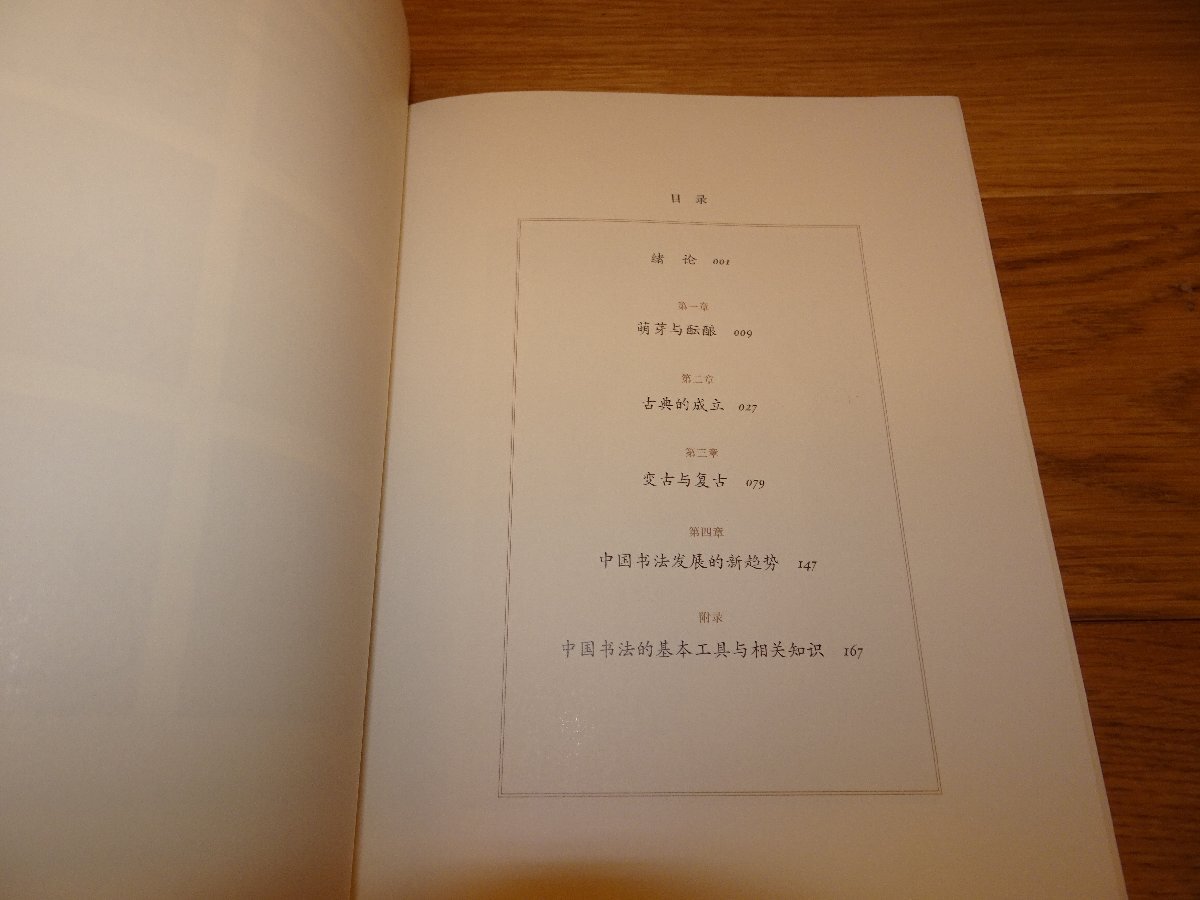 目 录
绪 论 001
第一章
萌芽与酝酿 009
第二章
古典的成立 027
第三章
变古与复古 079
第四章
中国书法发展的新趋势 147
附录
中国书法的基本工具与相关知识 167